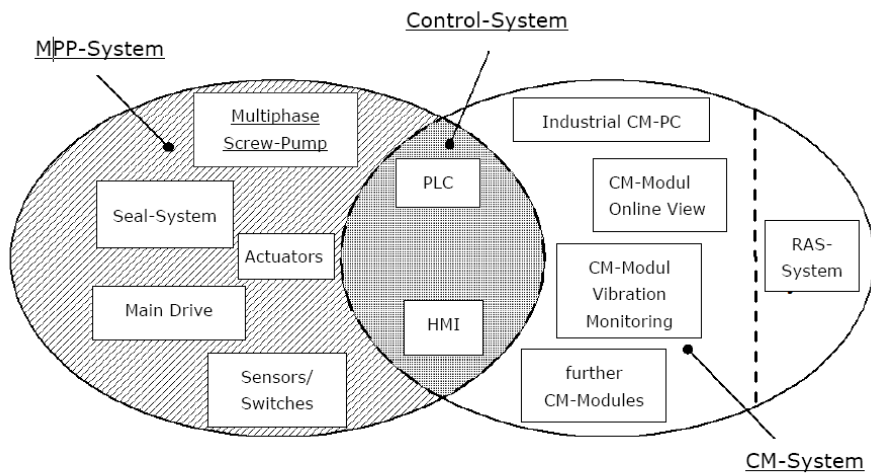 Control-System
MPP-System
Multiphase
Screw-Pump
Seal-System
Actuators
Main Drive
Sensors/
Switches
PLC
HMI
Industrial CM-PC
CM-Modul
Online View
CM-Modul
Vibration
Monitoring
further
CM-Modules
RAS-
System
CM-System